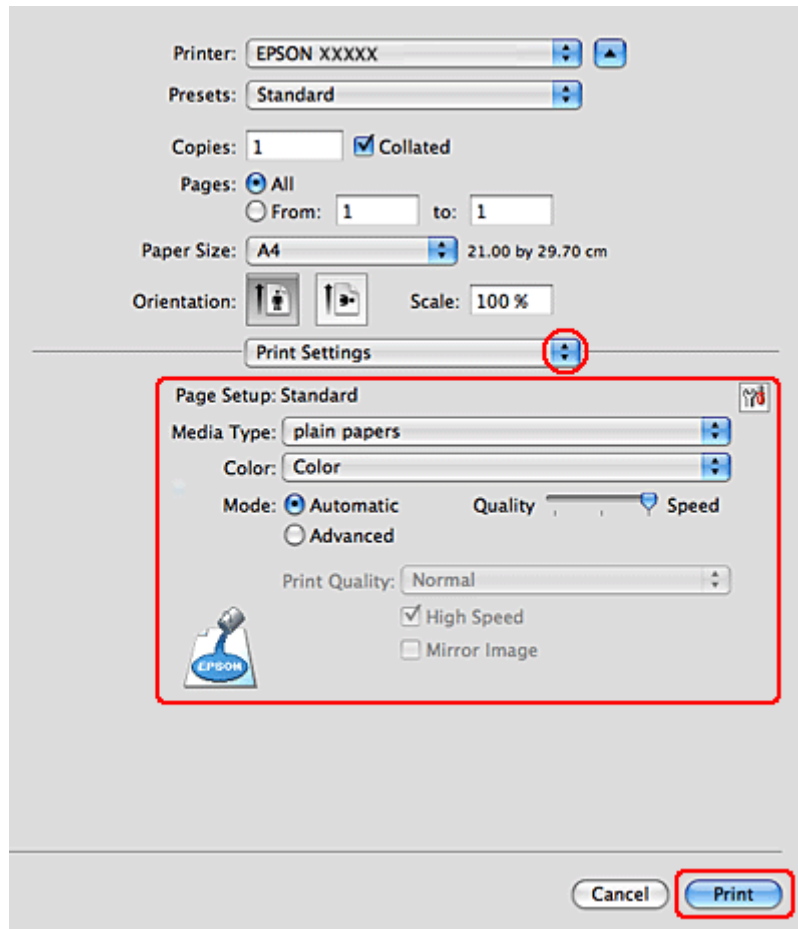 Printer: EPSON XXXXX
Presets: Standard
Copies: 1 Collated
Pages: All
From: 1 to: 1
Paper Size: A4 21.00 by 29.70 cm
Orientation: Scale: 100 %
Print Settings
Page Setup: Standard
Media Type: plain papers
Color: Color
Mode: Automatic Quality Speed
Advanced
Print Quality: Normal
High Speed
Mirror Image
EPSON
Cancel Print